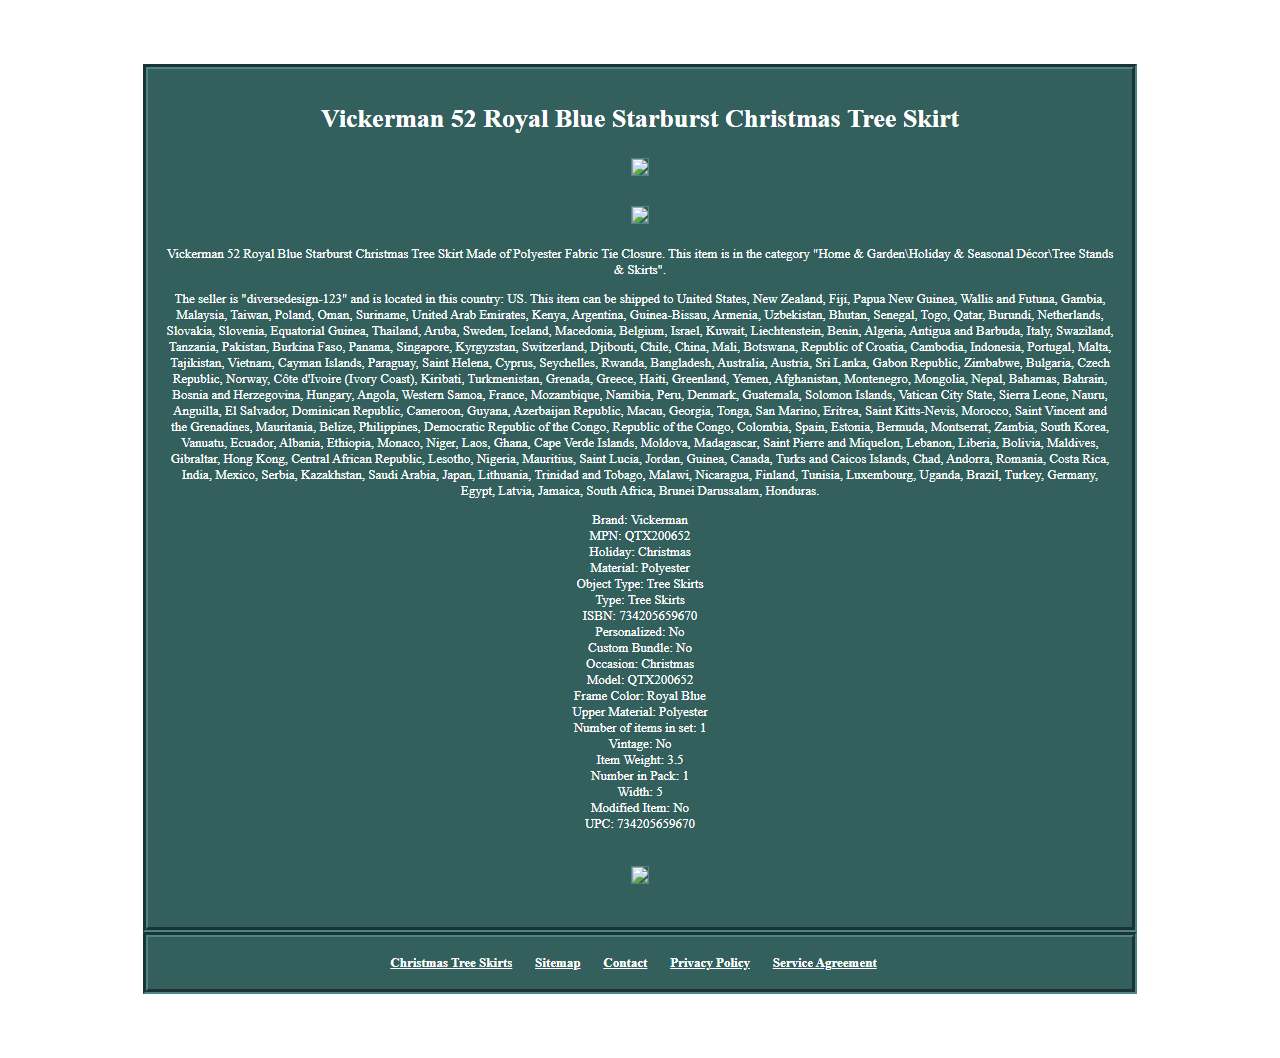 Vickerman 52 Royal Blue Starburst Christmas Tree Skirt
Vickerman 52 Royal Blue Starburst Christmas Tree Skirt Made of Polyester Fabric Tie Closure. This item is in the category "Home & Garden\Holiday & Seasonal Décor\Tree Stands
& Skirts".
The seller is "diversedesign-123" and is located in this country: US. This item can be shipped to United States, New Zealand, Fiji, Papua New Guinea, Wallis and Futuna, Gambia,
Malaysia, Taiwan, Poland, Oman, Suriname, United Arab Emirates, Kenya, Argentina, Guinea-Bissau, Armenia, Uzbekistan, Bhutan, Senegal, Togo, Qatar, Burundi, Netherlands,
Slovakia, Slovenia, Equatorial Guinea, Thailand, Aruba, Sweden, Iceland, Macedonia, Belgium, Israel, Kuwait, Liechtenstein, Benin, Algeria, Antigua and Barbuda, Italy, Swaziland,
Tanzania, Pakistan, Burkina Faso, Panama, Singapore, Kyrgyzstan, Switzerland, Djibouti, Chile, China, Mali, Botswana, Republic of Croatia, Cambodia, Indonesia, Portugal, Malta,
Tajikistan, Vietnam, Cayman Islands, Paraguay, Saint Helena, Cyprus, Seychelles, Rwanda, Bangladesh, Australia, Austria, Sri Lanka, Gabon Republic, Zimbabwe, Bulgaria, Czech
Republic, Norway, Côte d'Ivoire (Ivory Coast), Kiribati, Turkmenistan, Grenada, Greece, Haiti, Greenland, Yemen, Afghanistan, Montenegro, Mongolia, Nepal, Bahamas, Bahrain,
Bosnia and Herzegovina, Hungary, Angola, Western Samoa, France, Mozambique, Namibia, Peru, Denmark, Guatemala, Solomon Islands, Vatican City State, Sierra Leone, Nauru,
Anguilla, El Salvador, Dominican Republic, Cameroon, Guyana, Azerbaijan Republic, Macau, Georgia, Tonga, San Marino, Eritrea, Saint Kitts-Nevis, Morocco, Saint Vincent and
the Grenadines, Mauritania, Belize, Philippines, Democratic Republic of the Congo, Republic of the Congo, Colombia, Spain, Estonia, Bermuda, Montserrat, Zambia, South Korea,
Vanuatu, Ecuador, Albania, Ethiopia, Monaco, Niger, Laos, Ghana, Cape Verde Islands, Moldova, Madagascar, Saint Pierre and Miquelon, Lebanon, Liberia, Bolivia, Maldives,
Gibraltar, Hong Kong, Central African Republic, Lesotho, Nigeria, Mauritius, Saint Lucia, Jordan, Guinea, Canada, Turks and Caicos Islands, Chad, Andorra, Romania, Costa Rica,
India, Mexico, Serbia, Kazakhstan, Saudi Arabia, Japan, Lithuania, Trinidad and Tobago, Malawi, Nicaragua, Finland, Tunisia, Luxembourg, Uganda, Brazil, Turkey, Germany,
Egypt, Latvia, Jamaica, South Africa, Brunei Darussalam, Honduras.
Brand: Vickerman
MPN: QTX200652
Holiday: Christmas
Material: Polyester
Object Type: Tree Skirts
Type: Tree Skirts
ISBN: 734205659670
Personalized: No
Custom Bundle: No
Occasion: Christmas
Model: QTX200652
Frame Color: Royal Blue
Upper Material: Polyester
Number of items in set: 1
Vintage: No
Item Weight: 3.5
Number in Pack: 1
Width: 5
Modified Item: No
UPC: 734205659670
Christmas Tree Skirts Sitemap Contact Privacy Policy Service Agreement